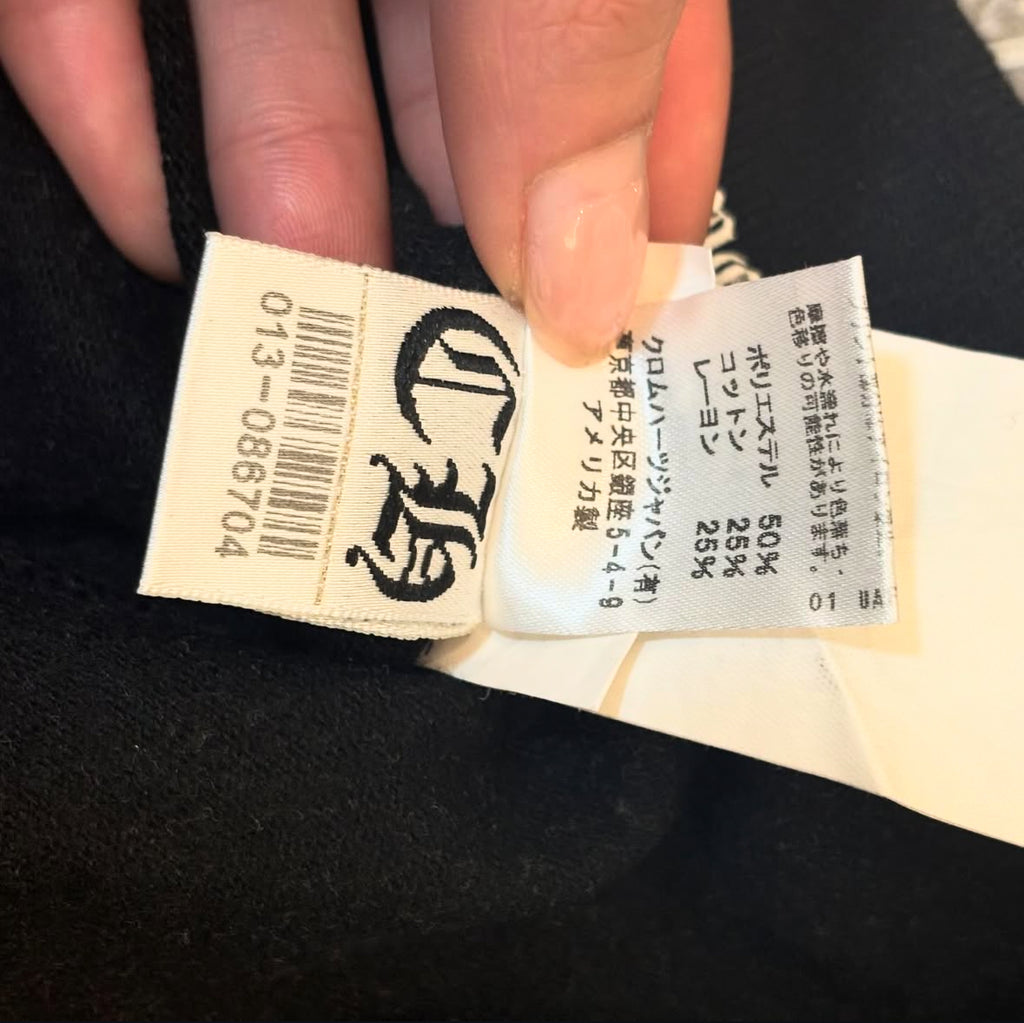 013-086704
CH
摩擦や水濡れにより色落ち、
色移りの可能性があります。 01
ポリエステル 50%
コットン 25%
レーヨン 25%
クロムハーツジャパン(有)
東京都中央区銀座5-4-9
アメリカ製